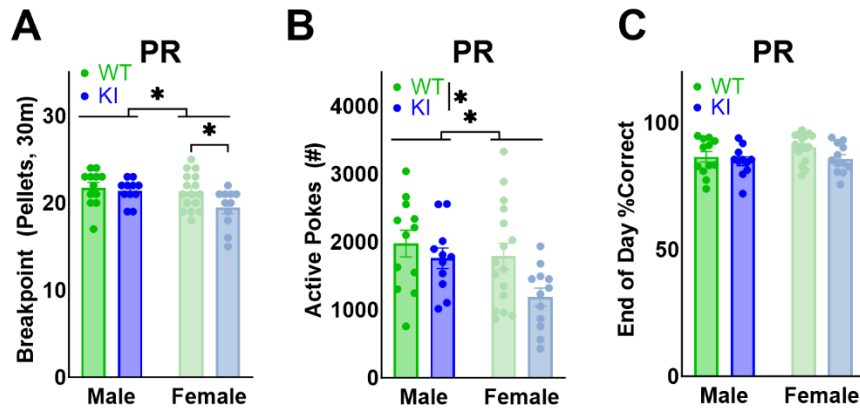 A
PR
WT
KI
*
*
Breakpoint (Pellets, 30m)
30
20
10
0
Male
Female
B
PR
WT
KI
*
*
Active Pokes (#)
4000
3000
2000
1000
0
Male
Female
C
PR
WT
KI
End of Day %Correct
100
50
0
Male
Female